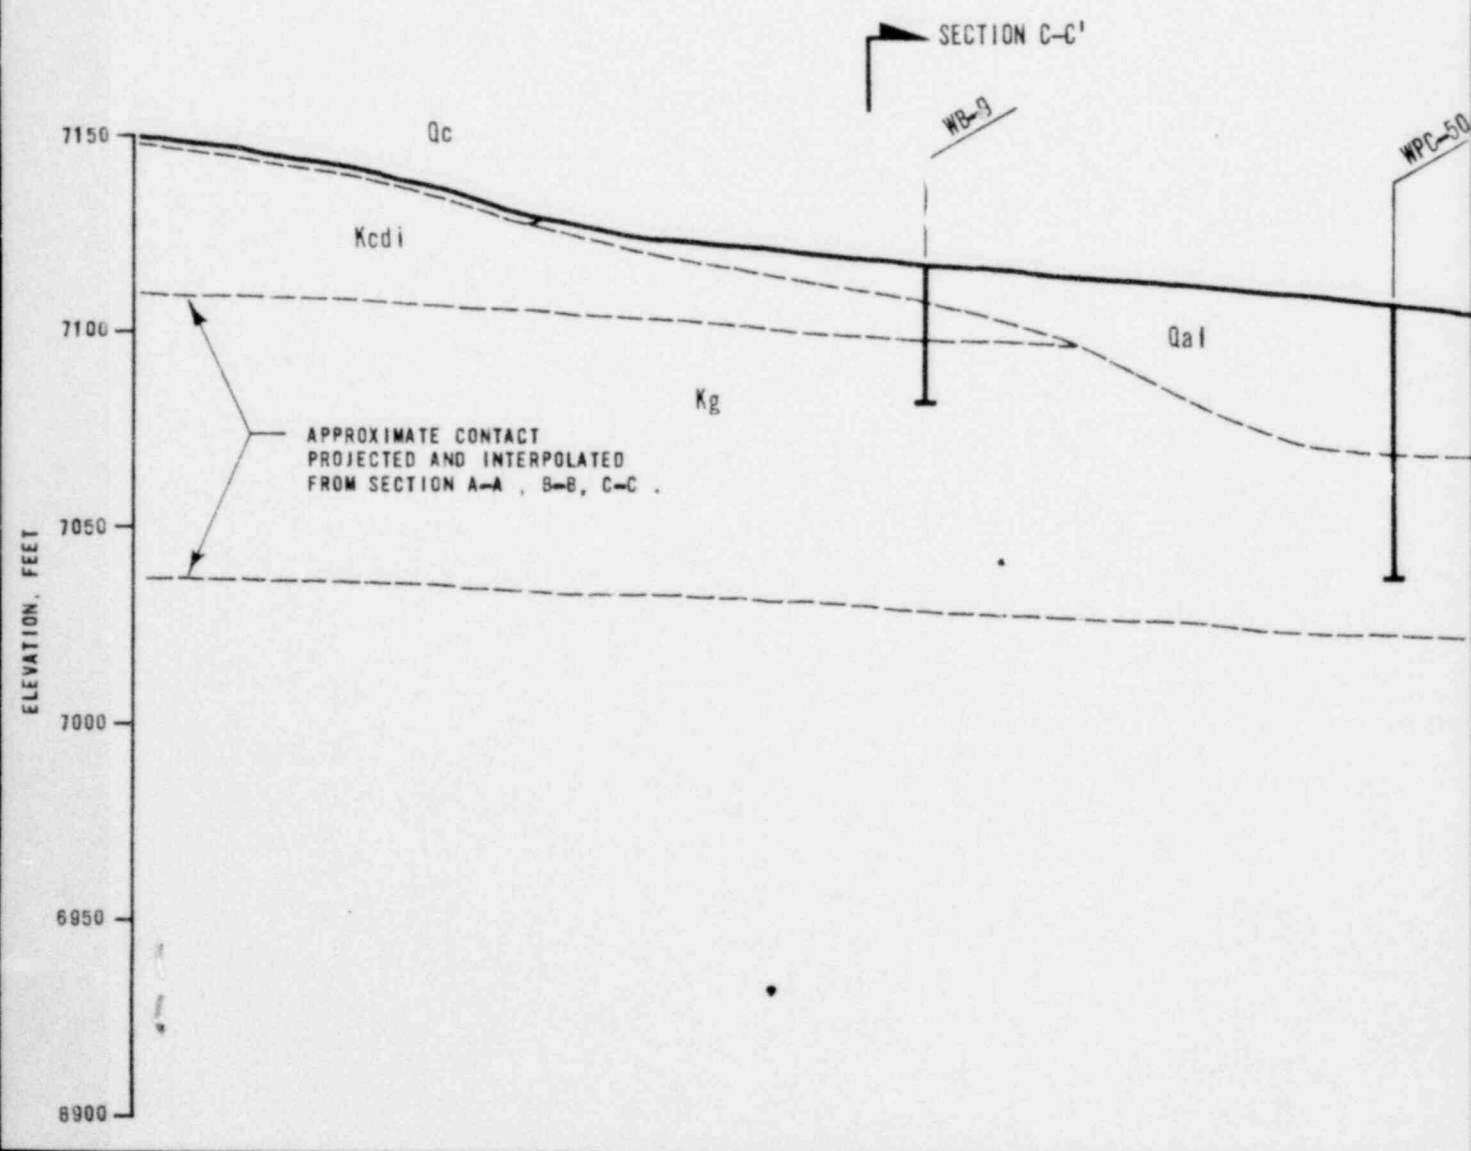 SECTION C-C'
WB-9
WPC-50
Qc
7150
Kcdi
7100
Qal
Kg
APPROXIMATE CONTACT
PROJECTED AND INTERPOLATED
FROM SECTION A-A , B-B, C-C .
7050
ELEVATION, FEET
7000
6950
6900